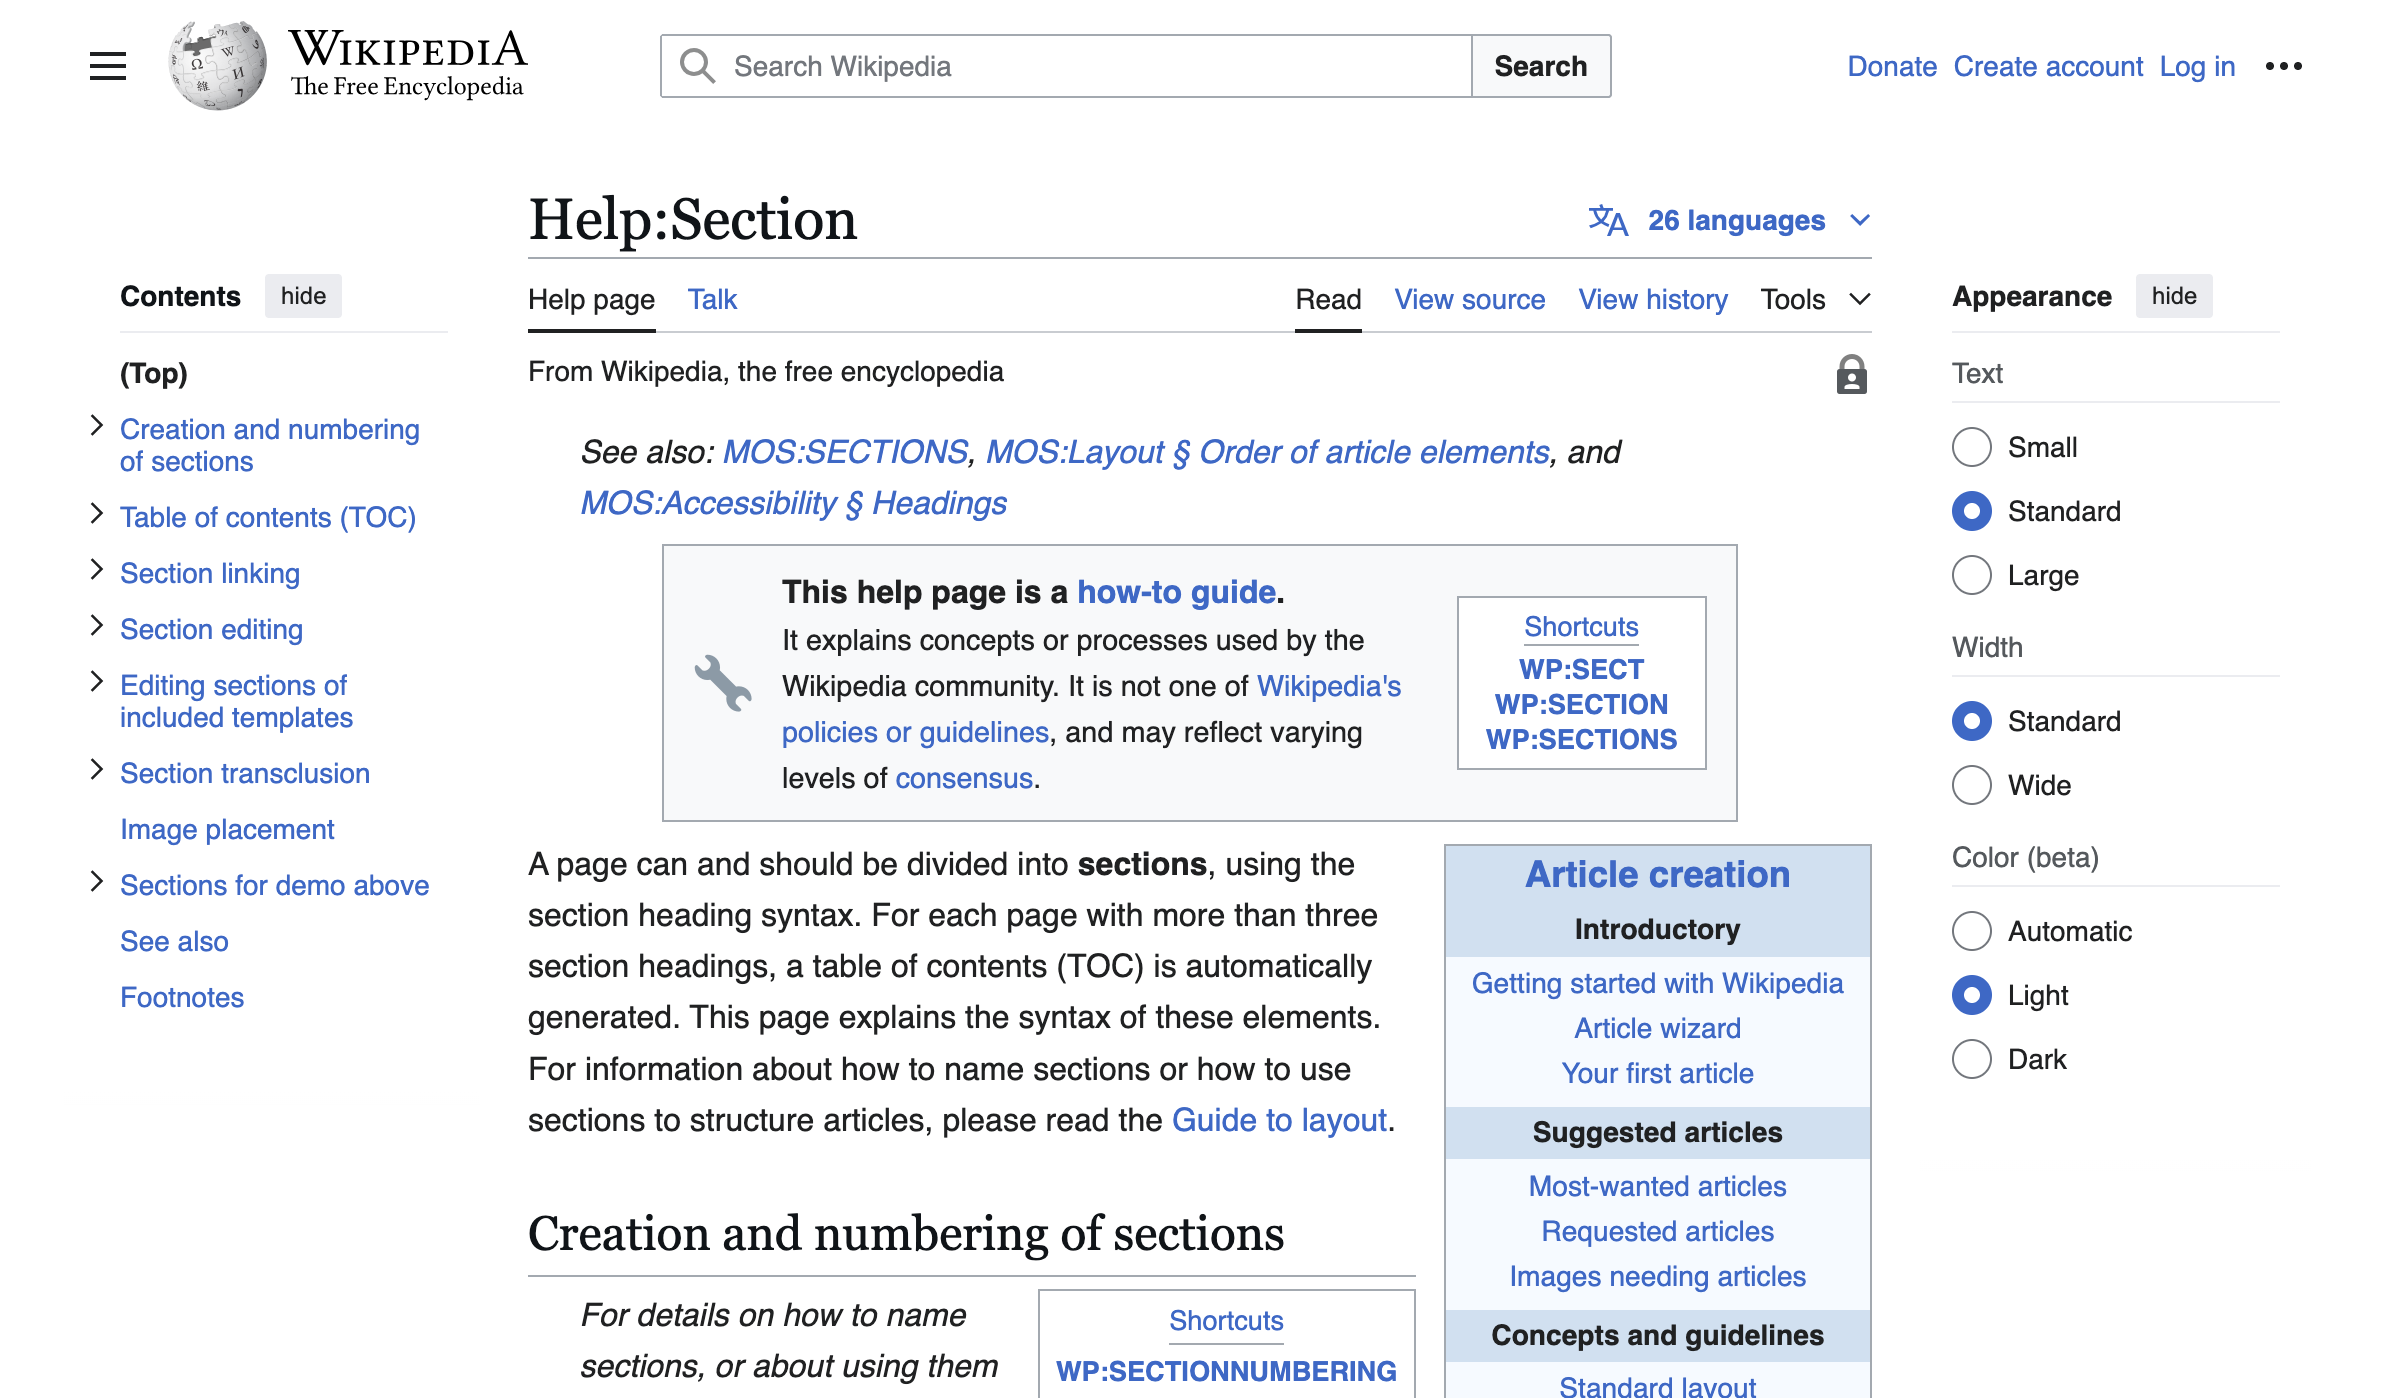 WIKIPEDIA
The Free Encyclopedia
Search Wikipedia
Search
Donate
Create account
Log in
Help:Section
26 languages
Contents
hide
(Top)
Creation and numbering
of sections
Table of contents (TOC)
Section linking
Section editing
Editing sections of
included templates
Section transclusion
Image placement
Sections for demo above
See also
Footnotes
Help page
Talk
Read
View source
View history
Tools
From Wikipedia, the free encyclopedia
See also: MOS:SECTIONS, MOS:Layout § Order of article elements, and
MOS:Accessibility § Headings
This help page is a how-to guide.
It explains concepts or processes used by the
Wikipedia community. It is not one of Wikipedia's
policies or guidelines, and may reflect varying
levels of consensus.
Shortcuts
WP:SECT
WP:SECTION
WP:SECTIONS
A page can and should be divided into sections, using the
section heading syntax. For each page with more than three
section headings, a table of contents (TOC) is automatically
generated. This page explains the syntax of these elements.
For information about how to name sections or how to use
sections to structure articles, please read the Guide to layout.
Creation and numbering of sections
For details on how to name
sections, or about using them
Shortcuts
WP:SECTIONNUMBERING
Article creation
Introductory
Getting started with Wikipedia
Article wizard
Your first article
Suggested articles
Most-wanted articles
Requested articles
Images needing articles
Concepts and guidelines
Standard layout
Appearance
hide
Text
Small
Standard
Large
Width
Standard
Wide
Color (beta)
Automatic
Light
Dark